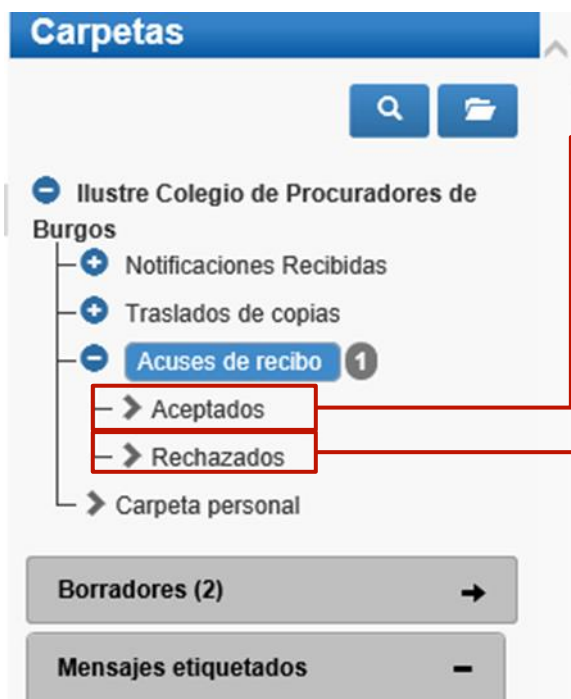 Carpetas
Ilustre Colegio de Procuradores de
Burgos
Notificaciones Recibidas
Traslados de copias
Acuses de recibo 1
Aceptados
Rechazados
Carpeta personal
Borradores (2)
Mensajes etiquetados